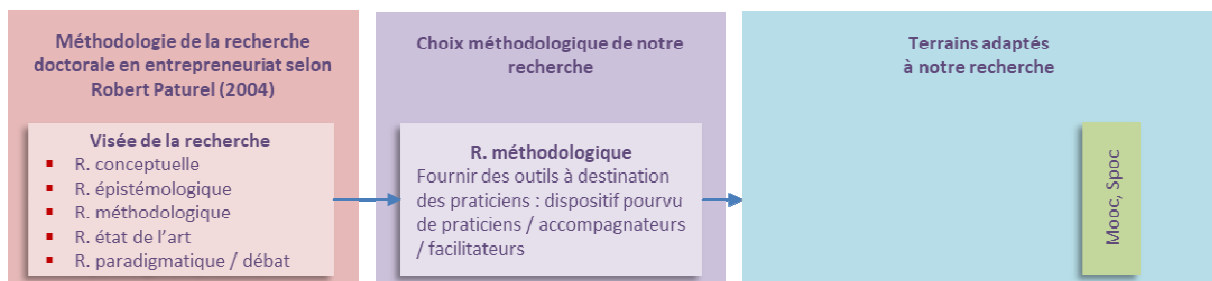 Méthodologie de la recherche
doctorale en entrepreneuriat selon
Robert Paturel (2004)
Visée de la recherche
R. conceptuelle
R. épistémologique
R. méthodologique
R. état de l'art
R. paradigmatique / débat
Choix méthodologique de notre
recherche
R. méthodologique
Fournir des outils à destination
des praticiens : dispositif pourvu
de praticiens / accompagnateurs
/ facilitateurs
Terrains adaptés
à notre recherche
Mooc, Spoc